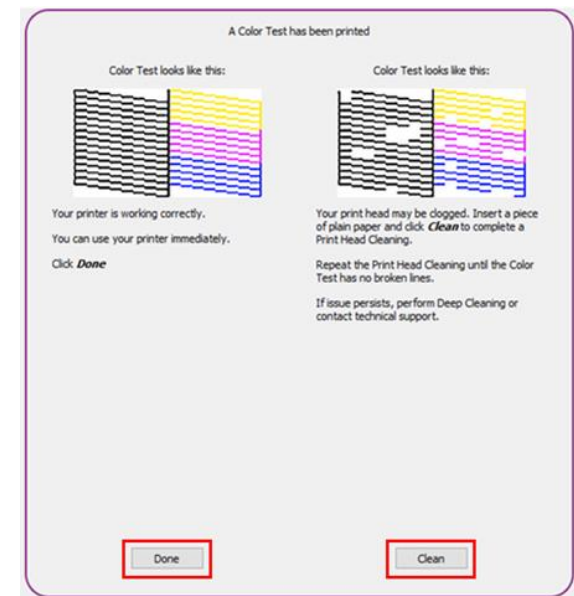 A Color Test has been printed
Color Test looks like this:
Your printer is working correctly.
You can use your printer immediately.
Click Done
Color Test looks like this:
Your print head may be clogged. Insert a piece
of plain paper and click Clean to complete a
Print Head Cleaning.
Repeat the Print Head Cleaning until the Color
Test has no broken lines.
If issue persists, perform Deep Cleaning or
contact technical support.
Done
Clean